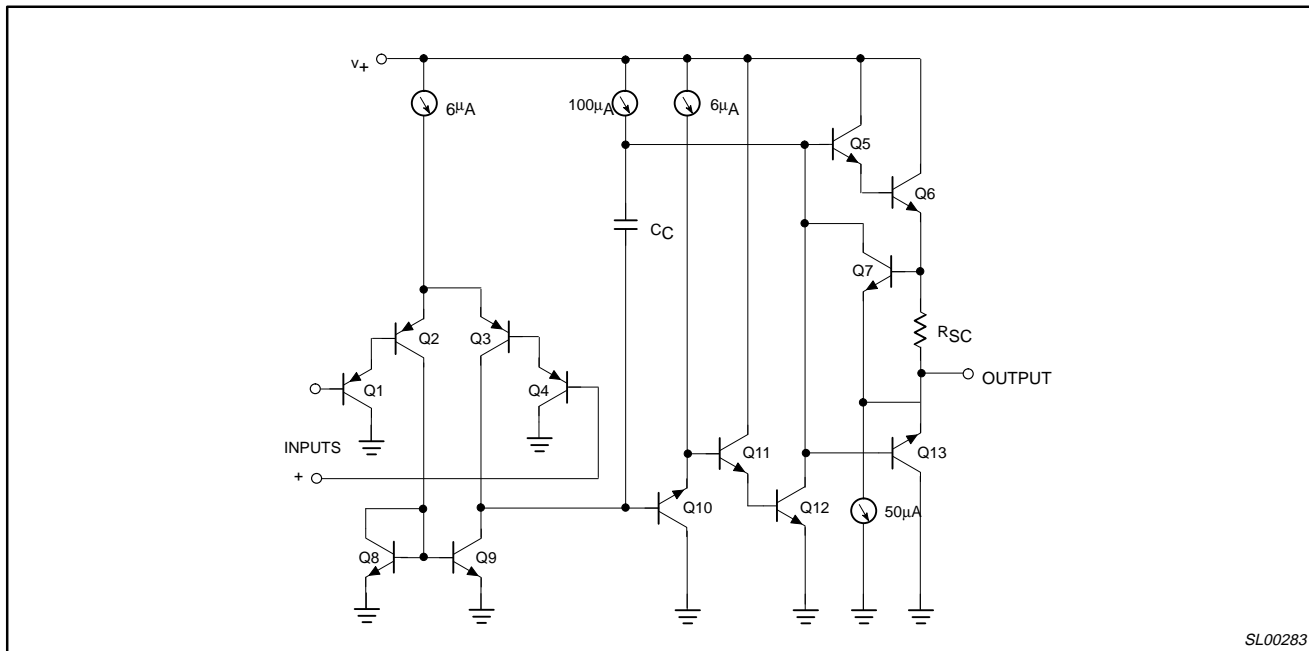 v+
6μA
100μA
6μA
Q5
Q6
CC
Q7
Q2
Q3
RSC
Q1
Q4
OUTPUT
INPUTS
Q11
Q13
+
Q10
Q12
50μA
Q8
Q9
SL00283